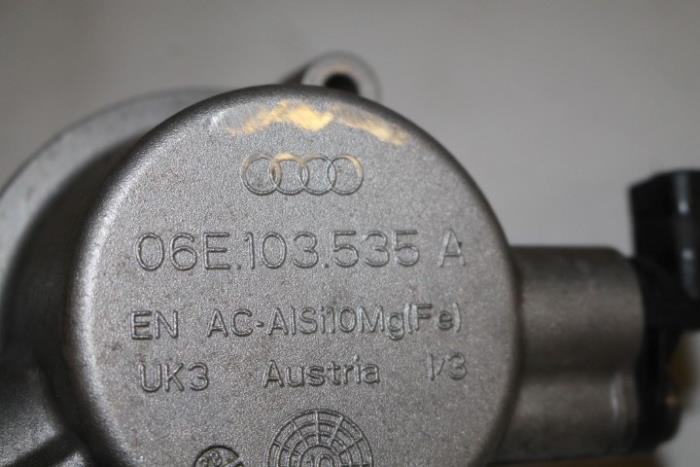 06E.103.535 A
EN AC-AlSi10Mg(Fe)
UK3 Austria 1/3